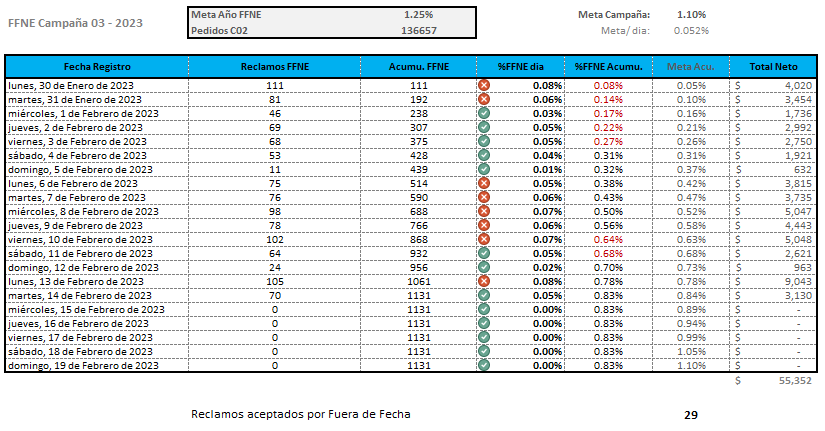 FFNE Campaña 03 - 2023
Meta Año FFNE 1.25%
Pedidos C02 136657
Meta Campaña: 1.10%
Meta/ dia: 0.052%
Fecha Registro Reclamos FFNE Acumu. FFNE %FFNE dia %FFNE Acumu. Meta Acu. Total Neto
lunes, 30 de Enero de 2023 111 111 0.08% 0.08% 0.05% $ 4,020
martes, 31 de Enero de 2023 81 192 0.06% 0.14% 0.10% $ 3,454
miércoles, 1 de Febrero de 2023 46 238 0.03% 0.17% 0.16% $ 1,736
jueves, 2 de Febrero de 2023 69 307 0.05% 0.22% 0.21% $ 2,992
viernes, 3 de Febrero de 2023 68 375 0.05% 0.27% 0.26% $ 2,750
sábado, 4 de Febrero de 2023 53 428 0.04% 0.31% 0.31% $ 1,921
domingo, 5 de Febrero de 2023 11 439 0.01% 0.32% 0.37% $ 632
lunes, 6 de Febrero de 2023 75 514 0.05% 0.38% 0.42% $ 3,815
martes, 7 de Febrero de 2023 76 590 0.06% 0.43% 0.47% $ 3,735
miércoles, 8 de Febrero de 2023 98 688 0.07% 0.50% 0.52% $ 5,047
jueves, 9 de Febrero de 2023 78 766 0.06% 0.56% 0.58% $ 4,443
viernes, 10 de Febrero de 2023 102 868 0.07% 0.64% 0.63% $ 5,048
sábado, 11 de Febrero de 2023 64 932 0.05% 0.68% 0.68% $ 2,621
domingo, 12 de Febrero de 2023 24 956 0.02% 0.70% 0.73% $ 963
lunes, 13 de Febrero de 2023 105 1061 0.08% 0.78% 0.78% $ 9,043
martes, 14 de Febrero de 2023 70 1131 0.05% 0.83% 0.84% $ 3,130
miércoles, 15 de Febrero de 2023 0 1131 0.00% 0.83% 0.89% $ -
jueves, 16 de Febrero de 2023 0 1131 0.00% 0.83% 0.94% $ -
viernes, 17 de Febrero de 2023 0 1131 0.00% 0.83% 0.99% $ -
sábado, 18 de Febrero de 2023 0 1131 0.00% 0.83% 1.05% $ -
domingo, 19 de Febrero de 2023 0 1131 0.00% 0.83% 1.10% $ -
$ 55,352
Reclamos aceptados por Fuera de Fecha 29